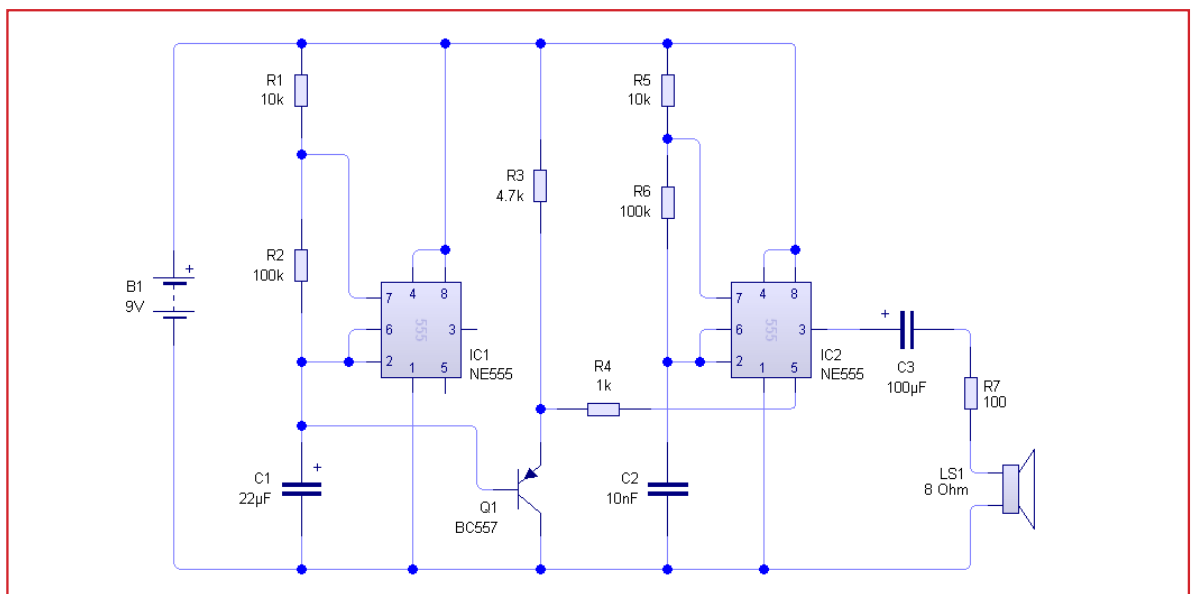 R1
10k
R5
10k
R3
4.7k
R6
100k
R2
100k
B1
9V
+
7
4
8
6
555
3
2
1
5
IC1
NE555
7
4
8
6
555
3
2
1
5
IC2
NE555
+
C3
100µF
R4
1k
R7
100
C1
22µF
+
Q1
BC557
C2
10nF
LS1
8 Ohm